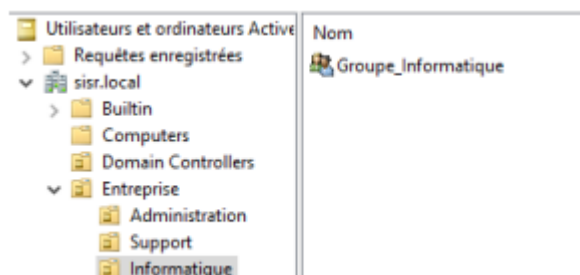 Utilisateurs et ordinateurs Active
Requêtes enregistrées
sisr.local
Builtin
Computers
Domain Controllers
Entreprise
Administration
Support
Informatique
Nom
Groupe_Informatique